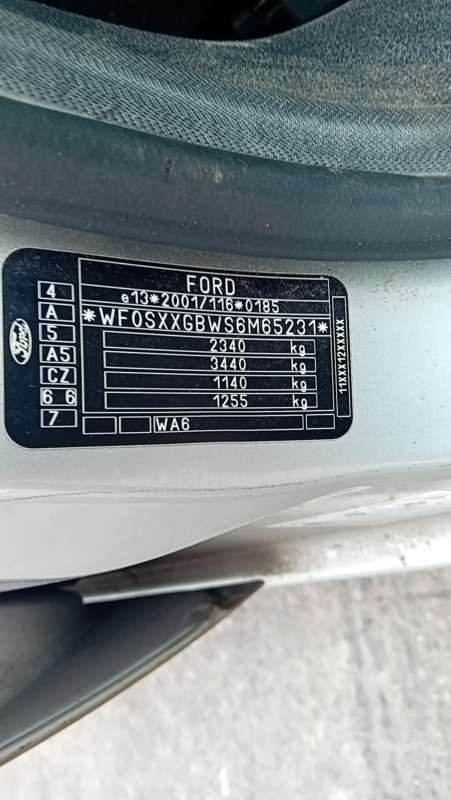 FORD
e13*2001/116*0185
*WF0SXXGBWS6M65231*
2340 kg
3440 kg
1140 kg
1255 kg
WA6
4
A
5
A5
CZ
6 6
7
Ford
11XXX12XXXXX